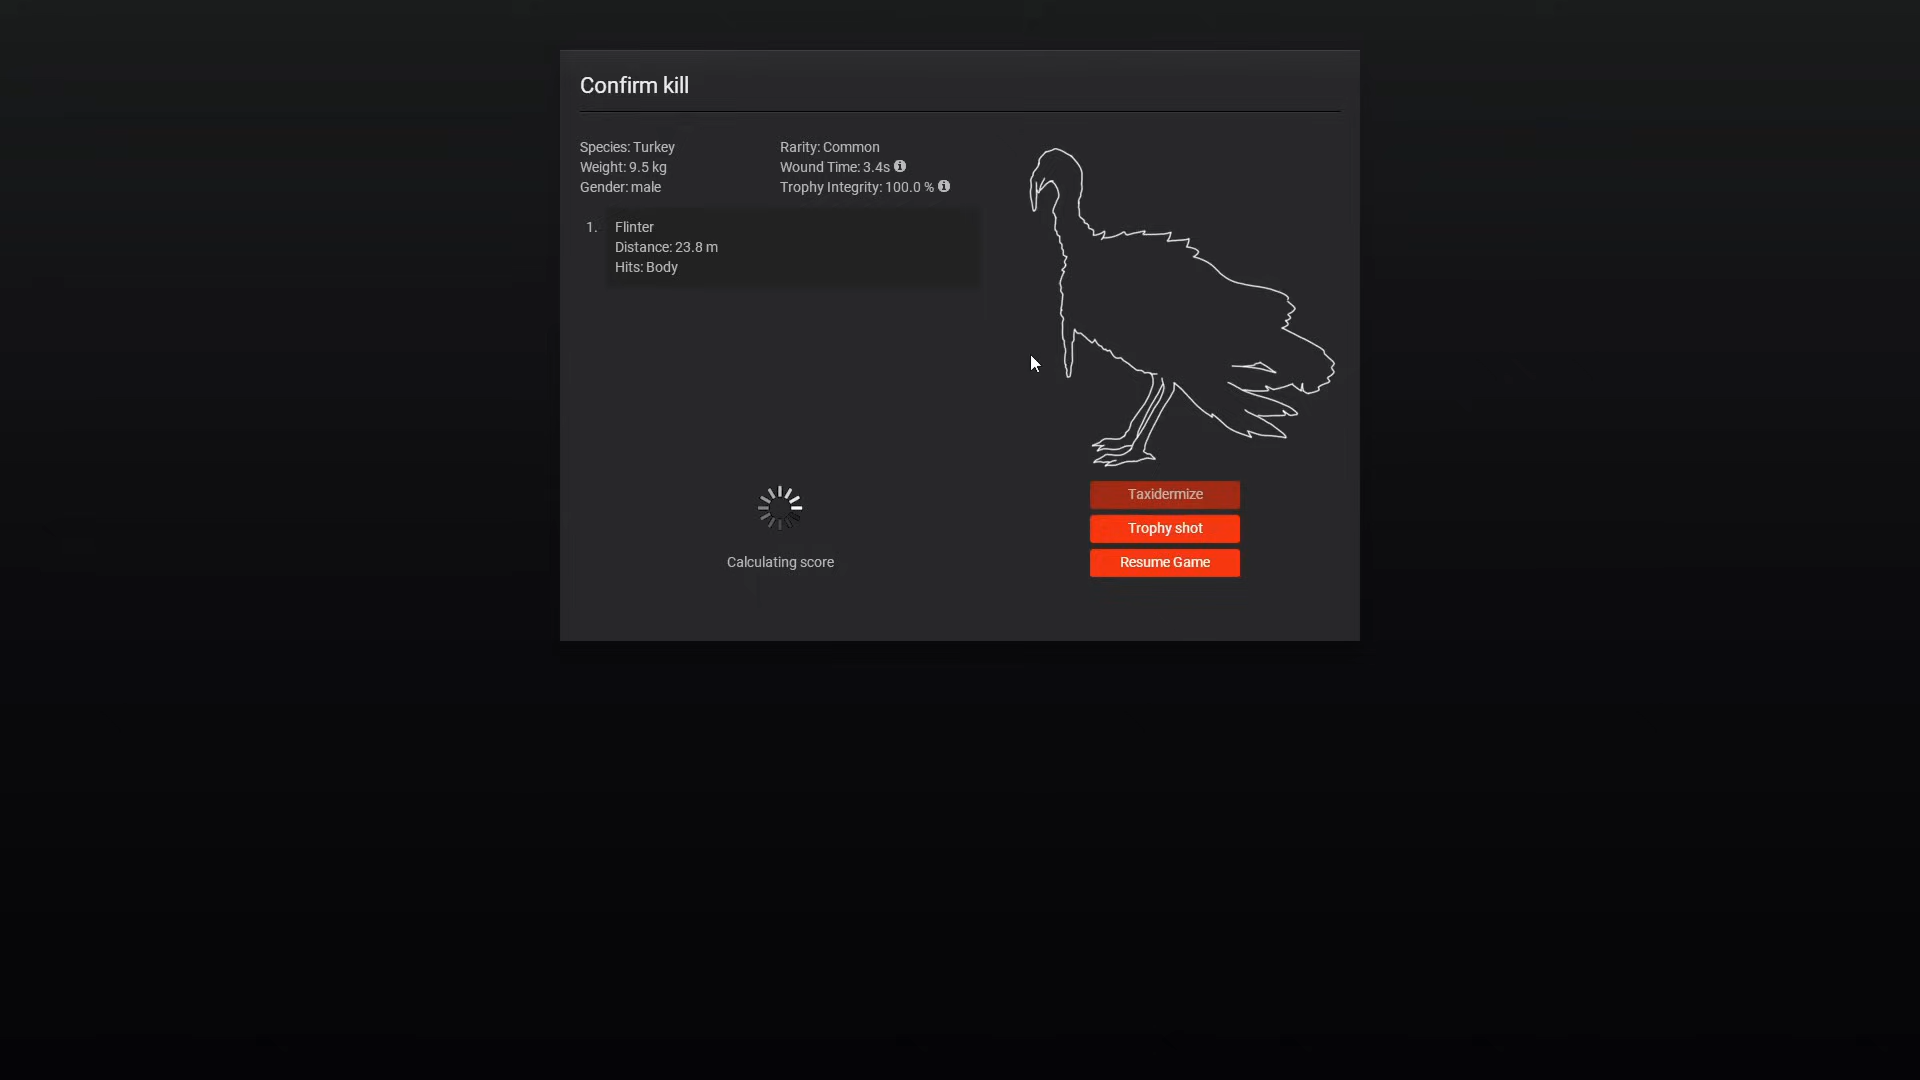 Confirm kill
Species: Turkey
Weight: 9.5 kg
Gender: male
Rarity: Common
Wound Time: 3.4s
Trophy Integrity: 100.0 %
1.
Flinter
Distance: 23.8 m
Hits: Body
Calculating score
Taxidermize
Trophy shot
Resume Game